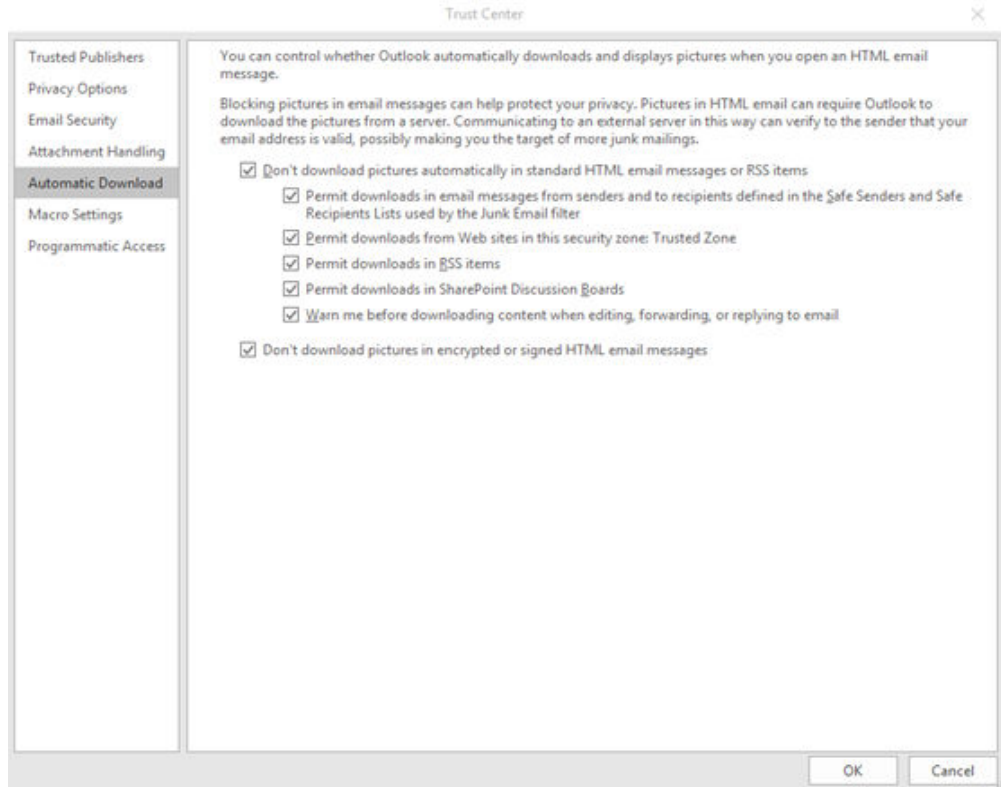 Trust Center
Trusted Publishers
Privacy Options
Email Security
Attachment Handling
Automatic Download
Macro Settings
Programmatic Access
You can control whether Outlook automatically downloads and displays pictures when you open an HTML email
message.
Blocking pictures in email messages can help protect your privacy. Pictures in HTML email can require Outlook to
download the pictures from a server. Communicating to an external server in this way can verify to the sender that your
email address is valid, possibly making you the target of more junk mailings.
Don't download pictures automatically in standard HTML email messages or RSS items
Permit downloads in email messages from senders and to recipients defined in the Safe Senders and Safe
Recipients Lists used by the Junk Email filter
Permit downloads from Web sites in this security zone: Trusted Zone
Permit downloads in RSS items
Permit downloads in SharePoint Discussion Boards
Warn me before downloading content when editing, forwarding, or replying to email
Don't download pictures in encrypted or signed HTML email messages
OK
Cancel